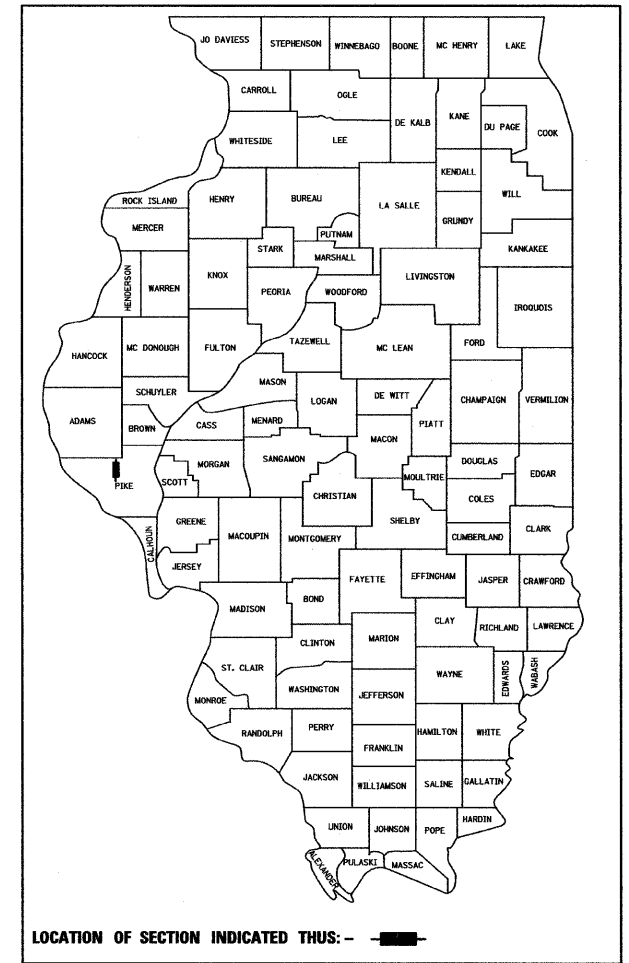 JO DAVIESS STEPHENSON WINNEBAGO BOONE MC HENRY LAKE
CARROLL OGLE DE KALB KANE DU PAGE COOK
WHITESIDE LEE
KENDALL WILL
ROCK ISLAND HENRY BUREAU LA SALLE GRUNDY
MERCER PUTNAM
STARK MARSHALL KANKAKEE
HENDERSON WARREN KNOX PEORIA WOODFORD LIVINGSTON IROQUOIS
HANCOCK MC DONOUGH FULTON TAZEWELL MC LEAN FORD
SCHUYLER MASON LOGAN DE WITT CHAMPAIGN VERMILION
ADAMS BROWN CASS MENARD MACON PIATT
PIKE SCOTT MORGAN SANGAMON CHRISTIAN MOULTRIE DOUGLAS EDGAR
COLES
CALHOUN GREENE MACOUPIN MONTGOMERY SHELBY CUMBERLAND CLARK
JERSEY FAYETTE EFFINGHAM JASPER CRAWFORD
MADISON BOND
CLINTON MARION CLAY RICHLAND LAWRENCE
ST. CLAIR WASHINGTON JEFFERSON WAYNE EDWARDS WABASH
MONROE
RANDOLPH PERRY FRANKLIN HAMILTON WHITE
JACKSON WILLIAMSON SALINE GALLATIN
UNION JOHNSON POPE HARDIN
ALEXANDER PULASKI MASSAC
LOCATION OF SECTION INDICATED THUS: -